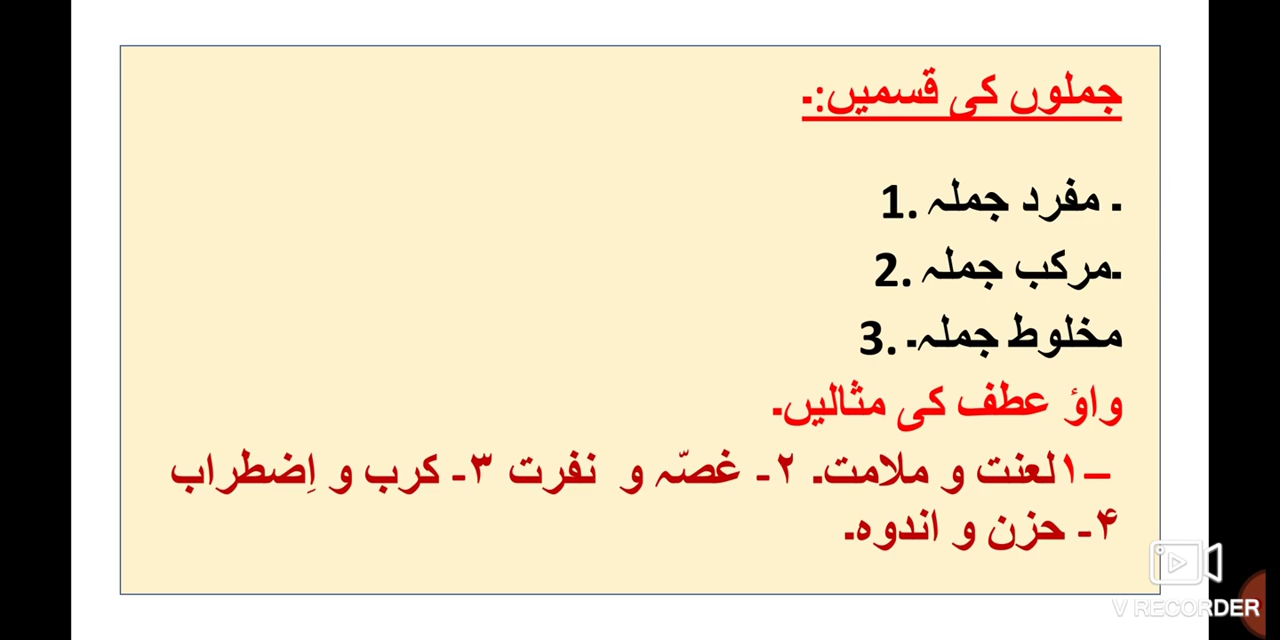 جملوں کی قسمیں:۔
۔ مفرد جملہ .1
۔مرکب جملہ .2
مخلوط جملہ۔ .3
واؤ عطف کی مثالیں۔
–۱لعنت و ملامت۔ ۲۔ غصّہ و نفرت ۳۔ کرب و اِضطراب
۴۔ حزن و اندوہ۔
V RECORDER